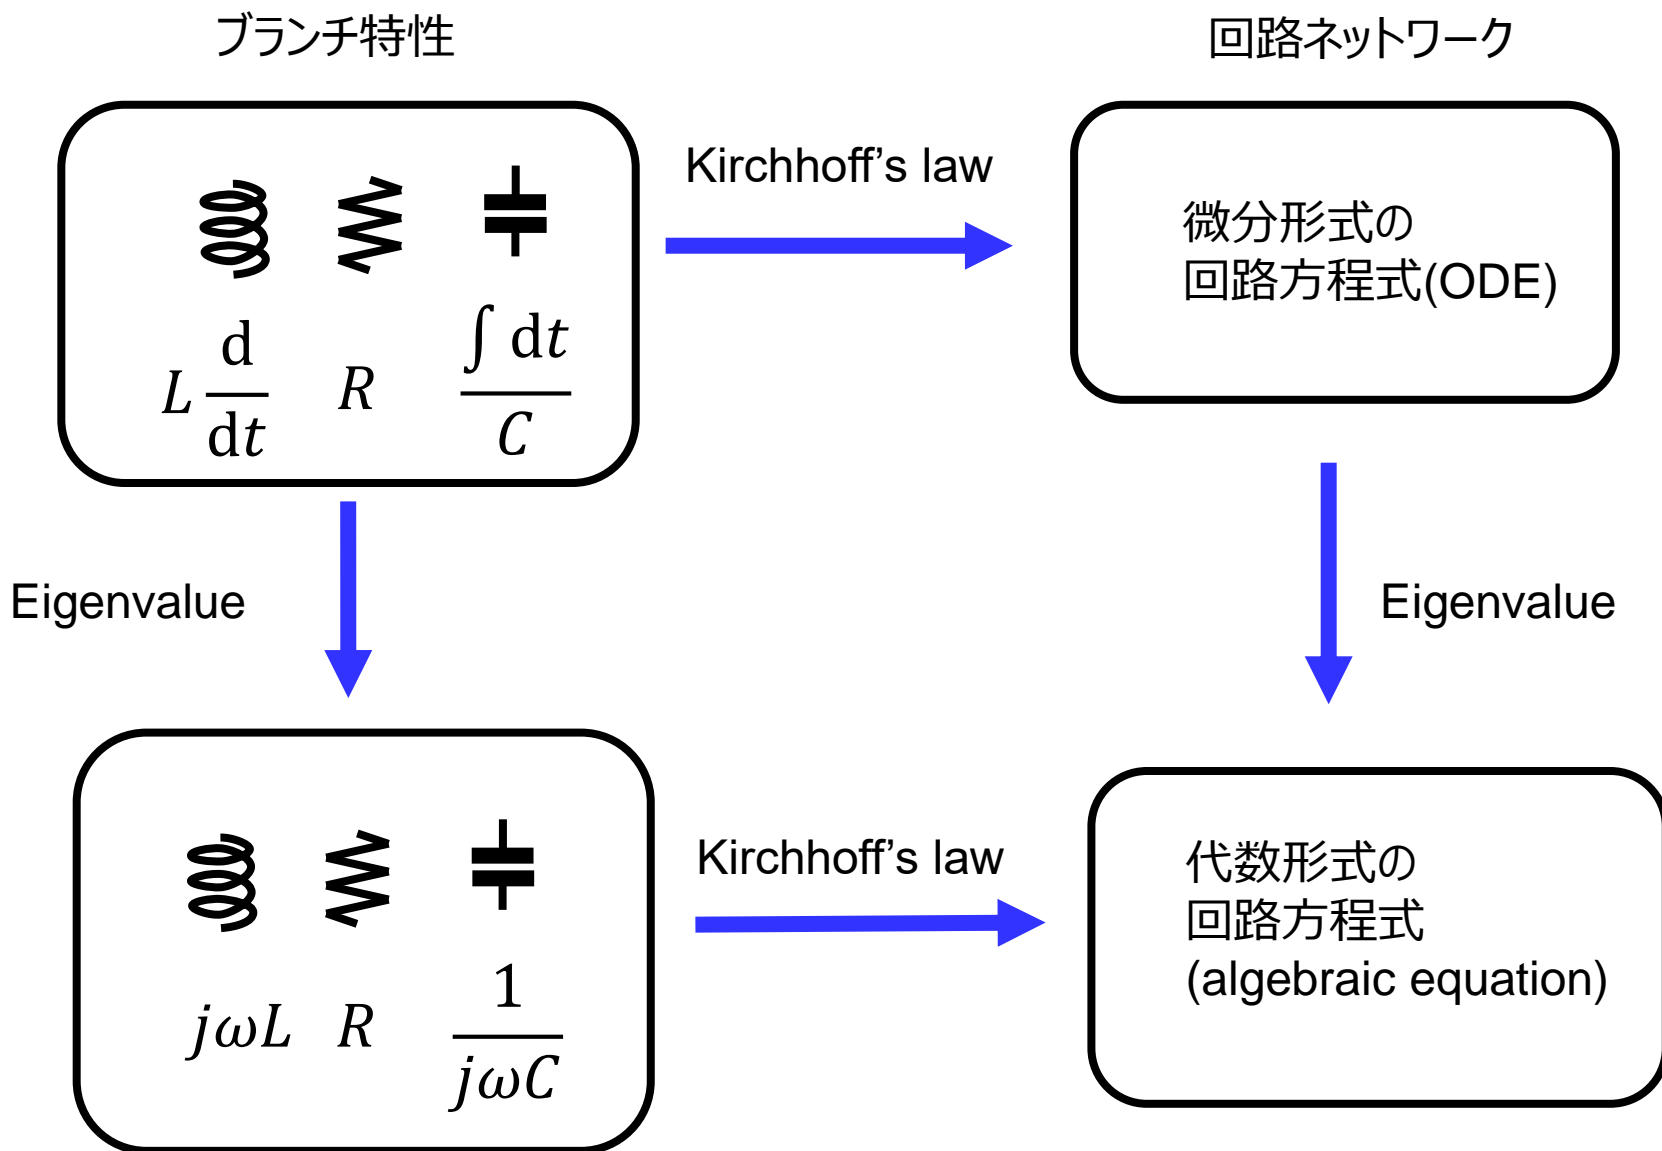 ブランチ特性
回路ネットワーク
Kirchhoff's law
L d/dt R ∫ dt/C
微分形式の
回路方程式(ODE)
Eigenvalue
Eigenvalue
Kirchhoff's law
jωL R 1/jωC
代数形式の
回路方程式
(algebraic equation)